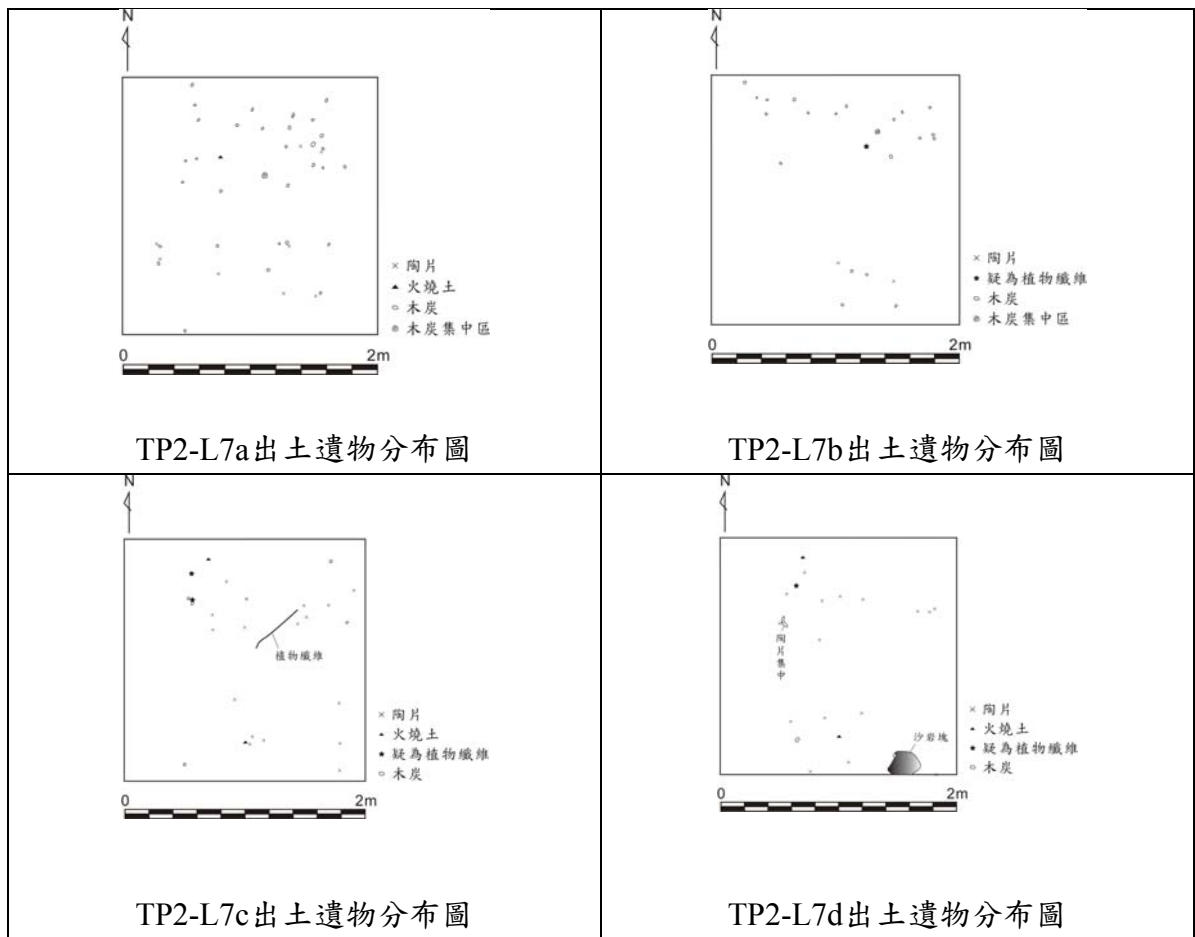 N
× 陶片
▲ 火燒土
○ 木炭
◎ 木炭集中區
0 2m
TP2-L7a出土遺物分布圖
N
× 陶片
★ 疑為植物纖維
○ 木炭
◎ 木炭集中區
0 2m
TP2-L7b出土遺物分布圖
N
植物纖維
× 陶片
▲ 火燒土
★ 疑為植物纖維
○ 木炭
0 2m
TP2-L7c出土遺物分布圖
N
陶片集中
沙岩塊
× 陶片
▲ 火燒土
★ 疑為植物纖維
○ 木炭
0 2m
TP2-L7d出土遺物分布圖